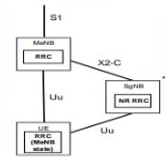 S1
MeNB
RRC
X2-C
SgNB
NR RRC
Uu
Uu
UE
RRC
(MeNB
state)